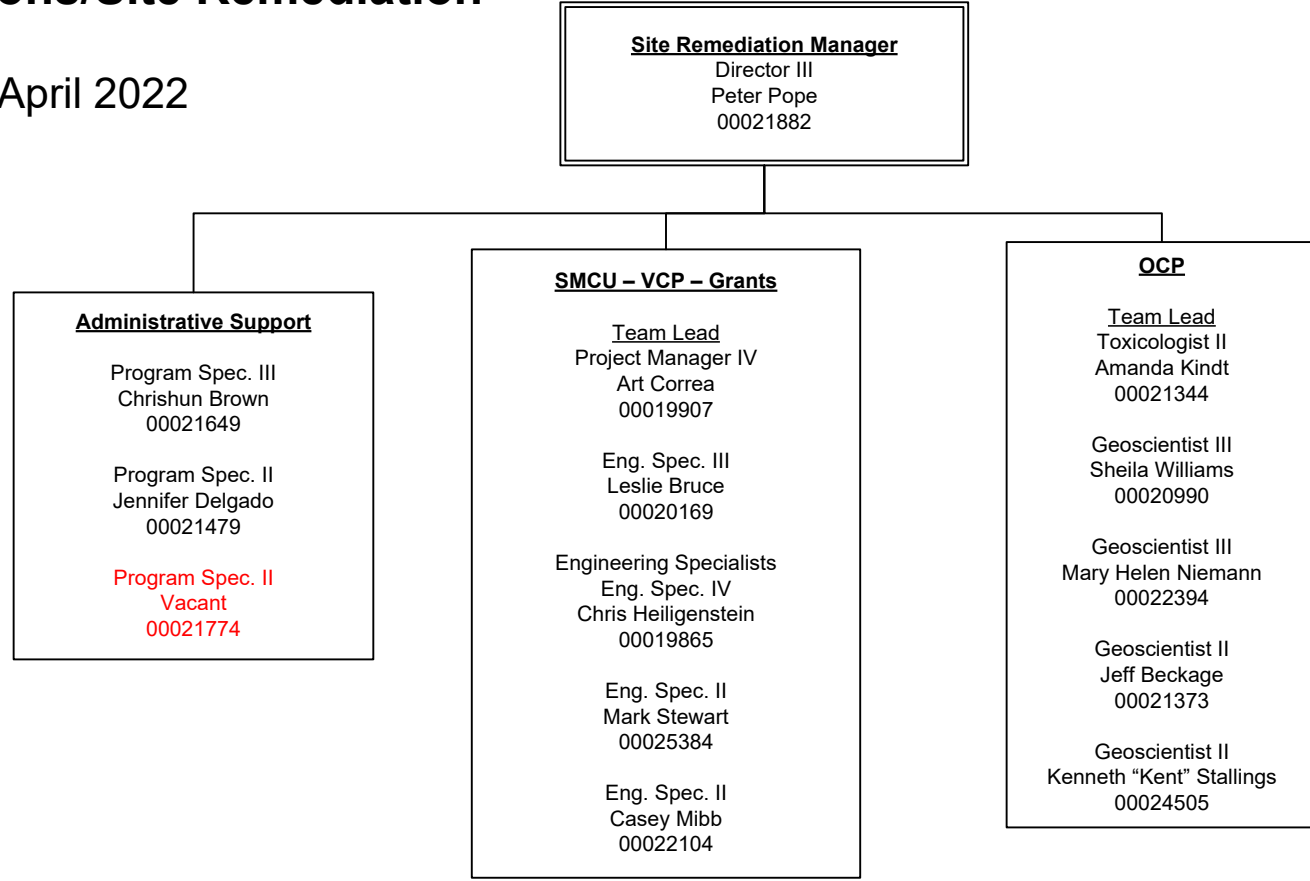 April 2022
Site Remediation Manager
Director III
Peter Pope
00021882
Administrative Support
Program Spec. III
Chrishun Brown
00021649
Program Spec. II
Jennifer Delgado
00021479
Program Spec. II
Vacant
00021774
SMCU – VCP – Grants
Team Lead
Project Manager IV
Art Correa
00019907
Eng. Spec. III
Leslie Bruce
00020169
Engineering Specialists
Eng. Spec. IV
Chris Heiligenstein
00019865
Eng. Spec. II
Mark Stewart
00025384
Eng. Spec. II
Casey Mibb
00022104
OCP
Team Lead
Toxicologist II
Amanda Kindt
00021344
Geoscientist III
Sheila Williams
00020990
Geoscientist III
Mary Helen Niemann
00022394
Geoscientist II
Jeff Beckage
00021373
Geoscientist II
Kenneth “Kent” Stallings
00024505